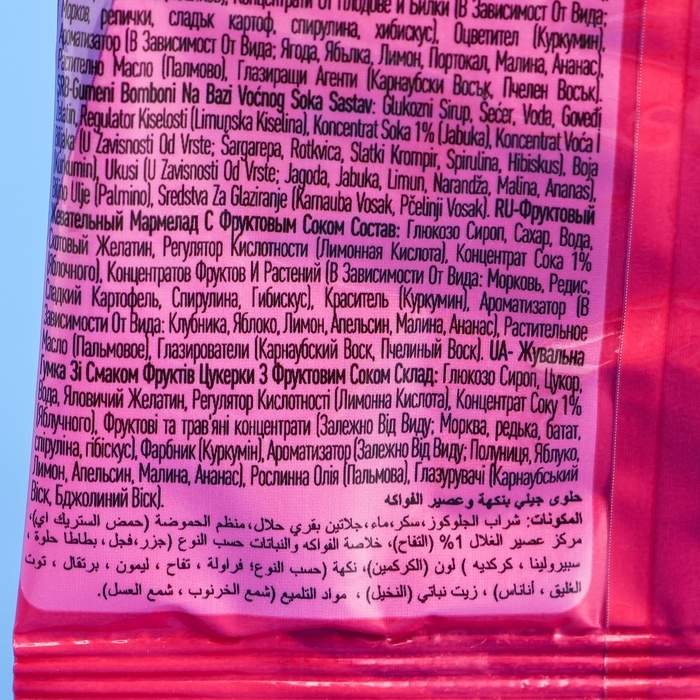 Концентрати От Плодове И Билки (В Зависимост От Вида;
Морков, репички, сладък картоф, спирулина, хибискус), Оцветител (Куркумин),
Ароматизатор (В Зависимост От Вида; Ягода, Ябълка, Лимон, Портокал, Малина, Ананас),
Растително Масло (Палмово), Глазиращи Агенти (Карнаубски Восък, Пчелен Восък).
SRB-Gumeni Bomboni Na Bazi Voćnog Soka Sastav: Glukozni Sirup, Šećer, Voda, Goveđi
Želatin, Regulator Kiselosti (Limunska Kiselina), Koncentrat Soka 1% (Jabuka), Koncentrat Voća I
(U Zavisnosti Od Vrste; Šargarepa, Rotkvica, Slatki Krompir, Spirulina, Hibiskus), Boja
(Kurkumin), Ukusi (U Zavisnosti Od Vrste; Jagoda, Jabuka, Limun, Narandža, Malina, Ananas),
Ulje (Palmino), Sredstva Za Glaziranje (Karnauba Vosak, Pčelinji Vosak). RU-Фруктовый
Жевательный Мармелад С Фруктовым Соком Состав: Глюкозо Сироп, Сахар, Вода,
Скотовый Желатин, Регулятор Кислотности (Лимонная Кислота), Концентрат Сока 1%
(Яблочного), Концентратов Фруктов И Растений (В Зависимости От Вида: Морковь, Редис,
Сладкий Картофель, Спирулина, Гибискус), Краситель (Куркумин), Ароматизатор (В
Зависимости От Вида: Клубника, Яблоко, Лимон, Апельсин, Малина, Ананас), Растительное
Масло (Пальмовое), Глазирователи (Карнаубский Воск, Пчелиный Воск). UA- Жувальна
Гумка Зі Смаком Фруктів Цукерки З Фруктовим Соком Склад: Глюкозо Сироп, Цукор,
Вода, Яловичий Желатин, Регулятор Кислотності (Лимонна Кислота), Концентрат Соку 1%
(Яблучного), Фруктові та трав'яні концентрати (Залежно Від Виду; Морква, редька, батат,
спіруліна, гібіскус), Фарбник (Куркумін), Ароматизатор (Залежно Від Виду; Полуниця, Яблуко,
Лимон, Апельсин, Малина, Ананас), Рослинна Олія (Пальмова), Глазурувачі (Карнаубський
Віск, Бджолиний Віск).
حلوى جيلي بنكهة وعصير الفواكه
المكونات: شراب الجلوكوز،سكر،ماء،جلاتين بقري حلال،منظم الحموضة (حمض الستريك اي)،
مركز عصير الغلال 1% (التفاح)، خلاصة الفواكه والنباتات حسب النوع (جزر،فجل، بطاطا حلوة،
سبيرولينا ، كركديه ) لون (الكركمين)، نكهة (حسب النوع؛ فراولة ، تفاح ، ليمون ، برتقال ، توت
العُليق ، أناناس) ، زيت نباتي (النخيل) ، مواد التلميع (شمع الخرنوب ، شمع العسل).